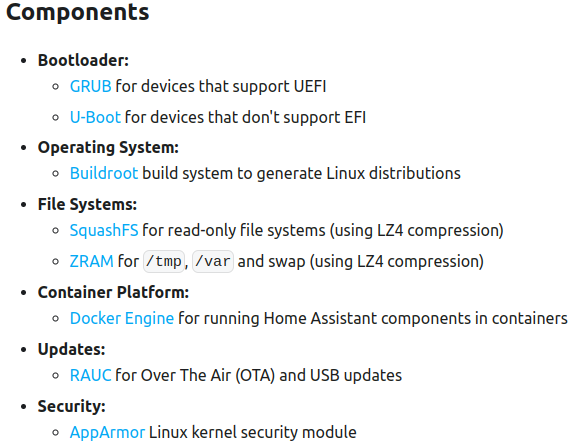 Components
Bootloader:
GRUB for devices that support UEFI
U-Boot for devices that don't support EFI
Operating System:
Buildroot build system to generate Linux distributions
File Systems:
SquashFS for read-only file systems (using LZ4 compression)
ZRAM for /tmp, /var and swap (using LZ4 compression)
Container Platform:
Docker Engine for running Home Assistant components in containers
Updates:
RAUC for Over The Air (OTA) and USB updates
Security:
AppArmor Linux kernel security module